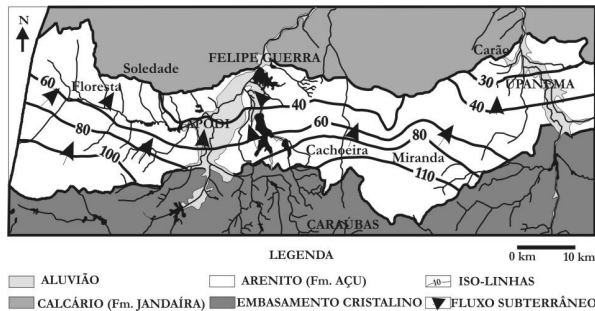 N
Carão
FELIPE GUERRA
Soledade
60
Floresta
30
UPANEMA
40
40
80
APODI
60
80
Cachoeira
Miranda
100
110
CARAÚBAS
LEGENDA
0 km 10 km
ALUVIÃO
ARENITO (Fm. AÇU)
10 ISO-LINHAS
CALCÁRIO (Fm. JANDAÍRA)
EMBASAMENTO CRISTALINO
FLUXO SUBTERRÂNEO